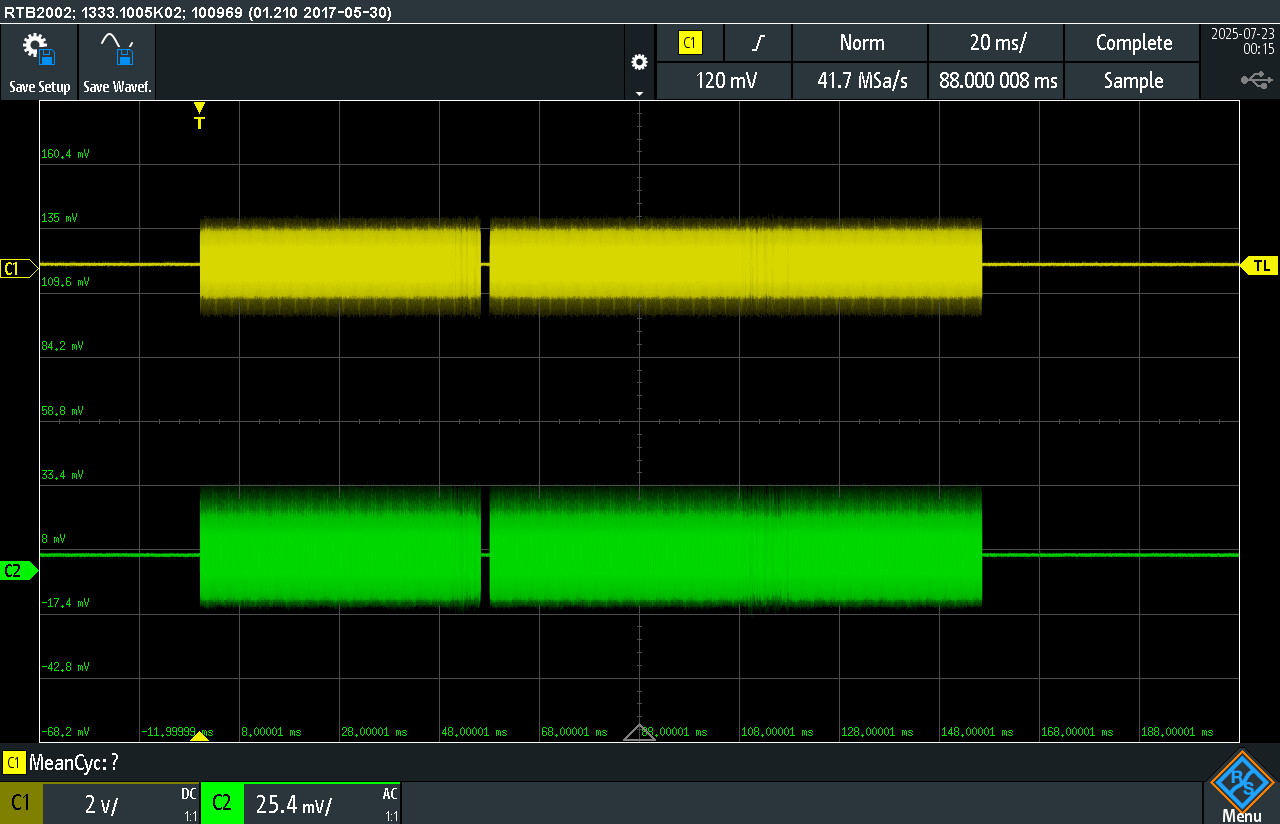 RTB2002; 1333.1005K02; 100969 (01.210 2017-05-30)
Save Setup
Save Wavef.
C1
Norm
20 ms/
Complete
2025-07-23
00:15
120 mV
41.7 MSa/s
88.000 008 ms
Sample
T
160,4 mV
135 mV
C1
TL
109,6 mV
84,2 mV
58,8 mV
33,4 mV
8 mV
C2
-17,4 mV
-42,8 mV
-68,2 mV
-11,99999 ms
8,00001 ms
28,00001 ms
48,00001 ms
68,00001 ms
88,00001 ms
108,00001 ms
128,00001 ms
148,00001 ms
168,00001 ms
188,00001 ms
C1 MeanCyc: ?
C1
2 V/
DC
1:1
C2
25.4 mV/
AC
1:1
R S
Menu